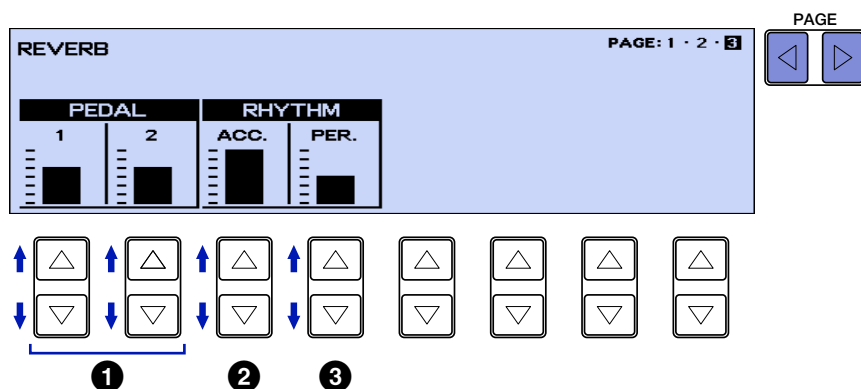 PAGE
REVERB
PAGE: 1 · 2 · 3
PEDAL RHYTHM
1 2 ACC. PER.
1 2 3